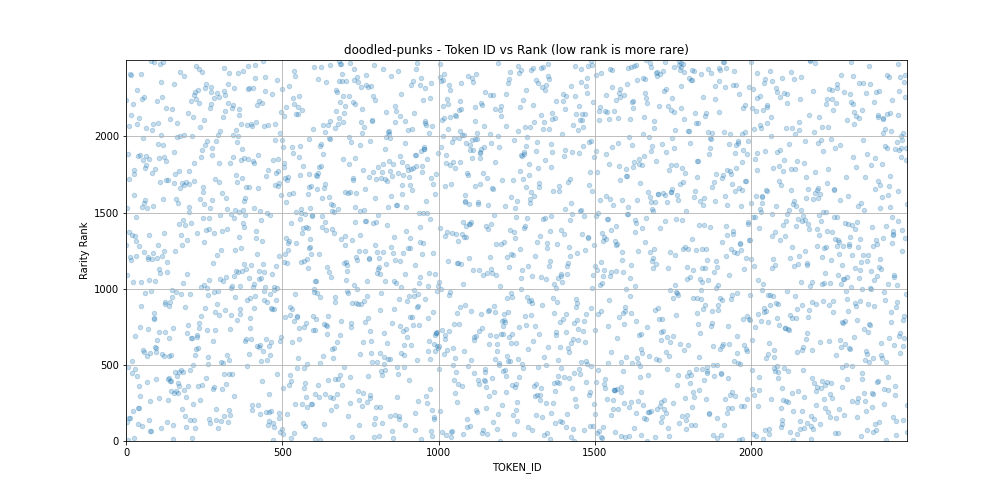 doodled-punks - Token ID vs Rank (low rank is more rare)
Rarity Rank
2000
1500
1000
500
0
0 500 1000 1500 2000
TOKEN_ID